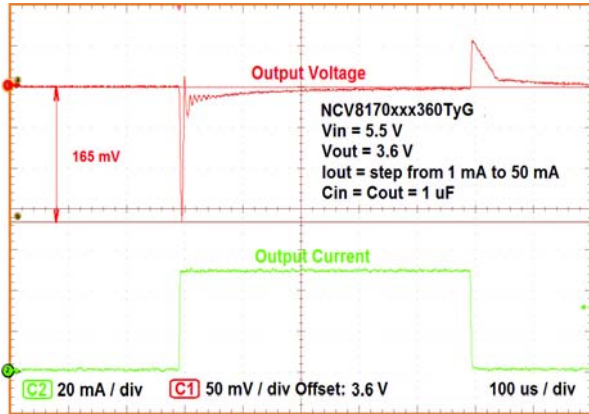 Output Voltage
NCV8170xxx360TyG
Vin = 5.5 V
Vout = 3.6 V
Iout = step from 1 mA to 50 mA
Cin = Cout = 1 uF
165 mV
Output Current
C2 20 mA / div C1 50 mV / div Offset: 3.6 V 100 us / div